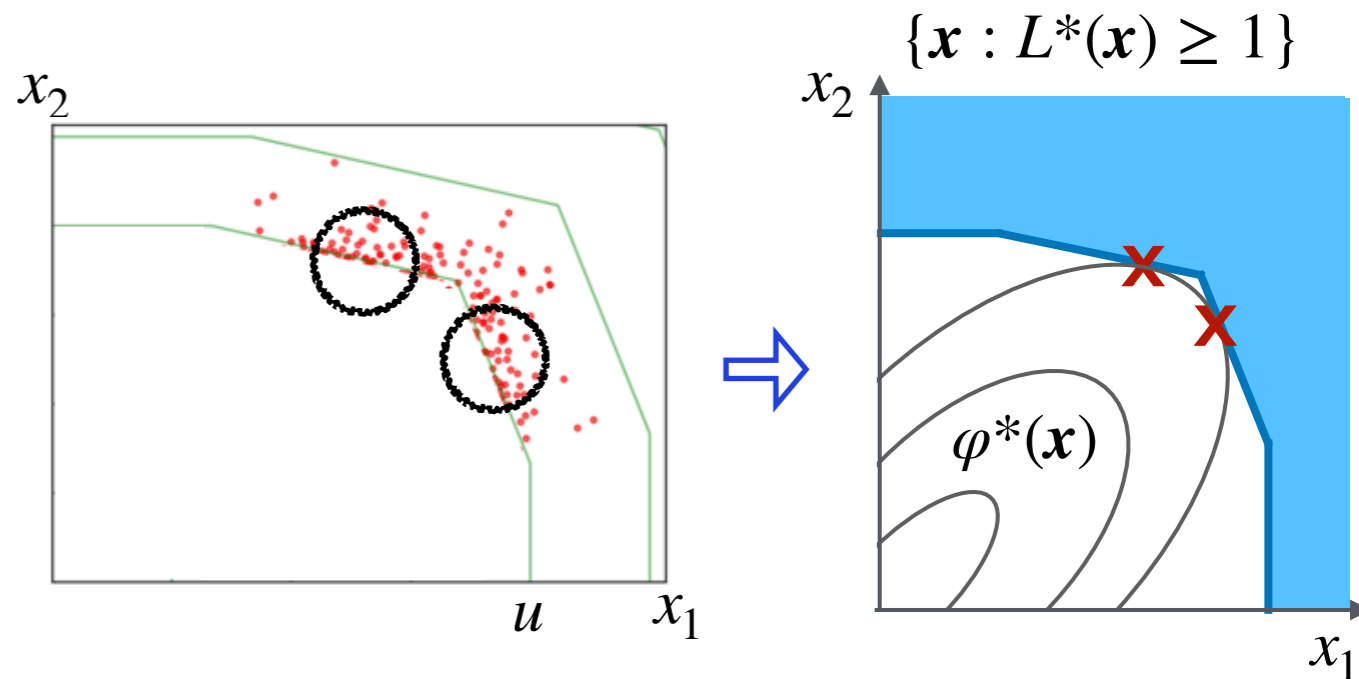 {x : L*(x) ≥ 1}
x₂
x₂
φ*(x)
u
x₁
x₁